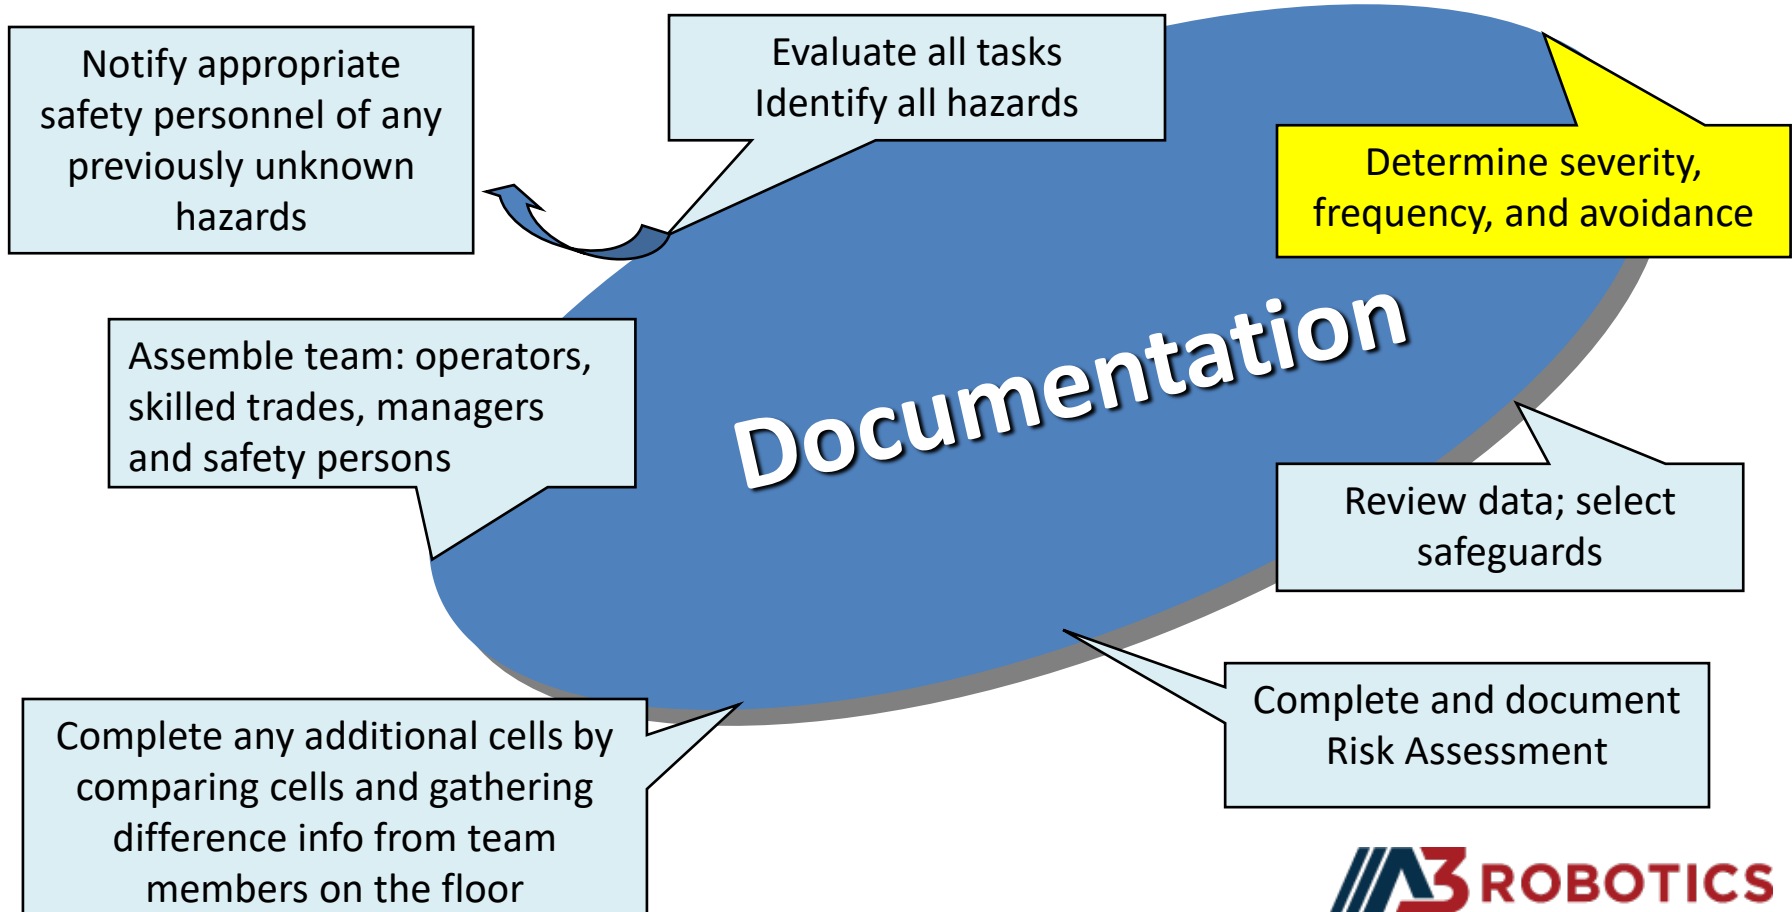 Notify appropriate
safety personnel of any
previously unknown
hazards
Evaluate all tasks
Identify all hazards
Determine severity,
frequency, and avoidance
Assemble team: operators,
skilled trades, managers
and safety persons
Documentation
Review data; select
safeguards
Complete and document
Risk Assessment
Complete any additional cells by
comparing cells and gathering
difference info from team
members on the floor
A3 ROBOTICS